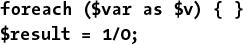 foreach ($var as $v) { }
$result = 1/0;